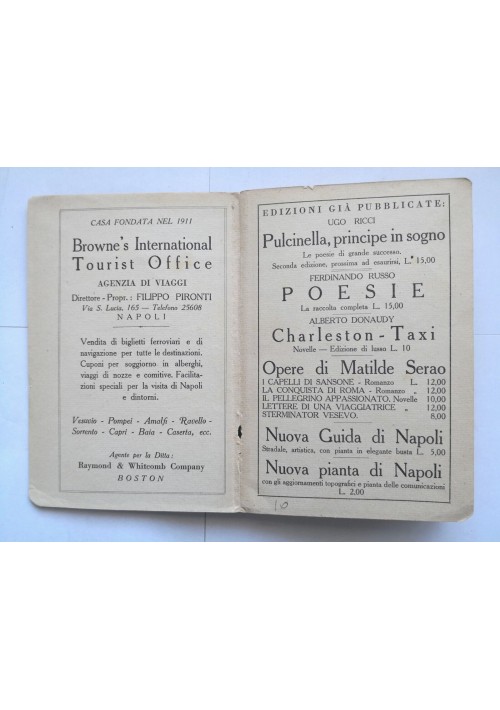 CASA FONDATA NEL 1911
Browne's International
Tourist Office
AGENZIA DI VIAGGI
Direttore - Propr.: FILIPPO PIRONTI
Via S. Lucia, 165 — Telefono 25608
NAPOLI
Vendita di biglietti ferroviari e di
navigazione per tutte le destinazioni.
Cuponi per soggiorno in alberghi,
viaggi di nozze e comitive. Facilita-
zioni speciali per la visita di Napoli
e dintorni.
Vesuvio - Pompei - Amalfi - Ravello -
Sorrento - Capri - Baia - Caserta, ecc.
Agente per la Ditta:
Raymond & Whitcomb Company
BOSTON
EDIZIONI GIÀ PUBBLICATE:
UGO RICCI
Pulcinella, principe in sogno
Le poesie di grande successo.
Seconda edizione, prossima ad esaurirsi, L. 15,00
FERDINANDO RUSSO
POESIE
La raccolta completa L. 15,00
ALBERTO DONAUDY
Charleston - Taxi
Novelle — Edizione di lusso L. 10
Opere di Matilde Serao
I CAPELLI DI SANSONE - Romanzo L. 12,00
LA CONQUISTA DI ROMA - Romanzo „ 12,00
IL PELLEGRINO APPASSIONATO. Novelle 10,00
LETTERE DI UNA VIAGGIATRICE „ 12,00
STERMINATOR VESEVO. 8,00
Nuova Guida di Napoli
Stradale, artistica, con pianta in elegante busta L. 5,00
Nuova pianta di Napoli
con gli aggiornamenti topografici e pianta delle comunicazioni
L. 2,00
10